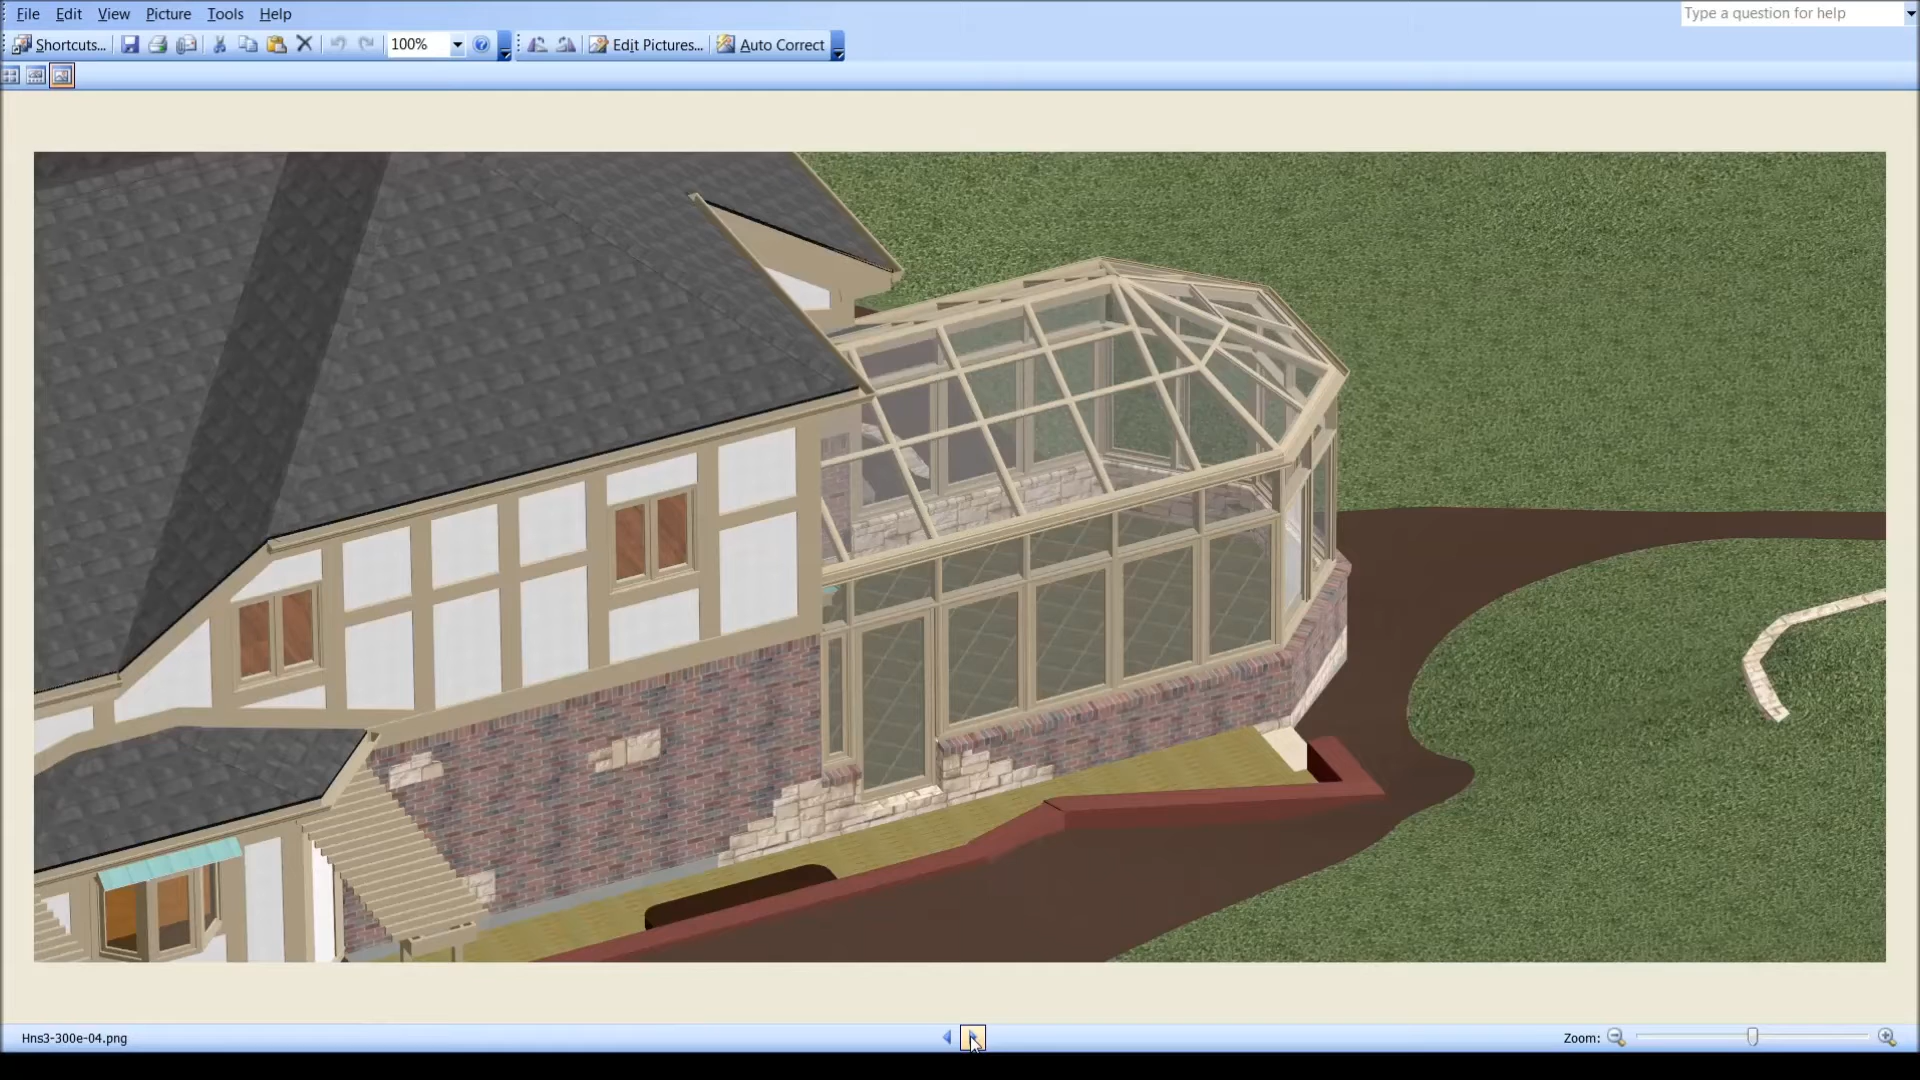 File Edit View Picture Tools Help
Type a question for help
Shortcuts... 100% Edit Pictures... Auto Correct
Hns3-300e-04.png
Zoom: